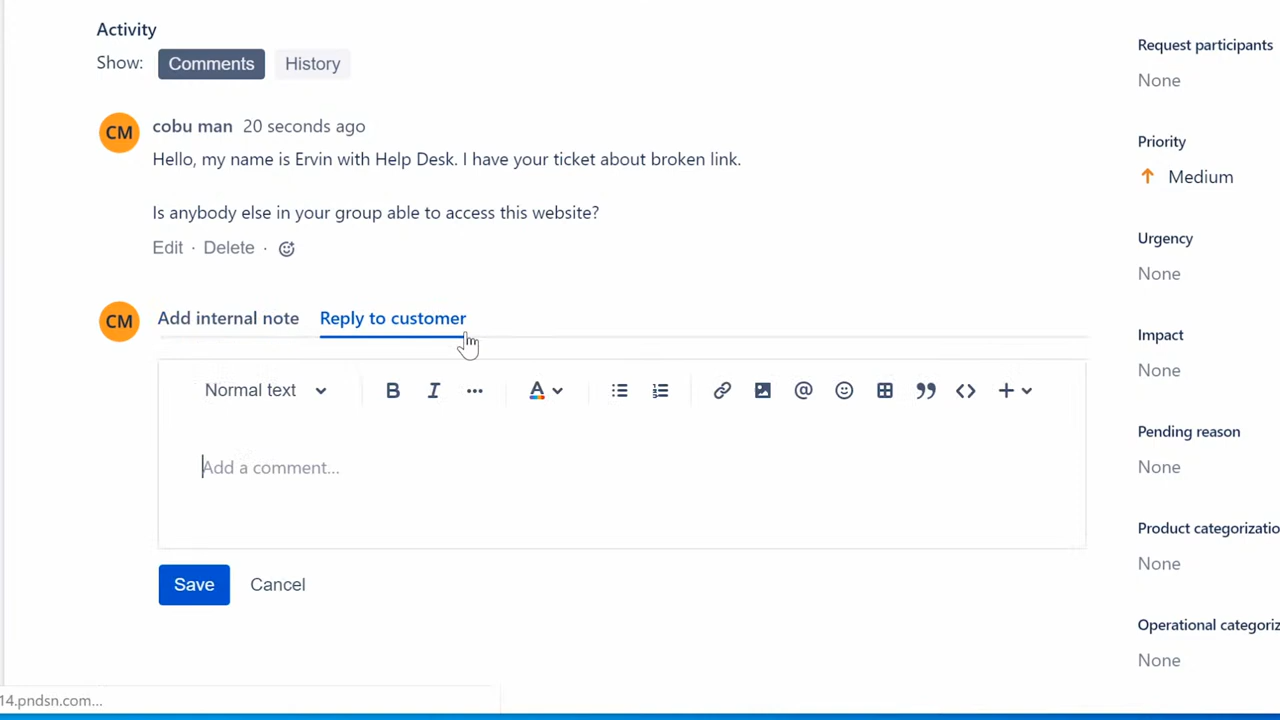 Activity
Show: Comments History
CM cobu man 20 seconds ago
Hello, my name is Ervin with Help Desk. I have your ticket about broken link.
Is anybody else in your group able to access this website?
Edit · Delete ·
CM Add internal note Reply to customer
Normal text B I ... A @
Add a comment...
Save Cancel
14.pndsn.com...
Request participants
None
Priority
Medium
Urgency
None
Impact
None
Pending reason
None
Product categorizatio
None
Operational categoriz
None